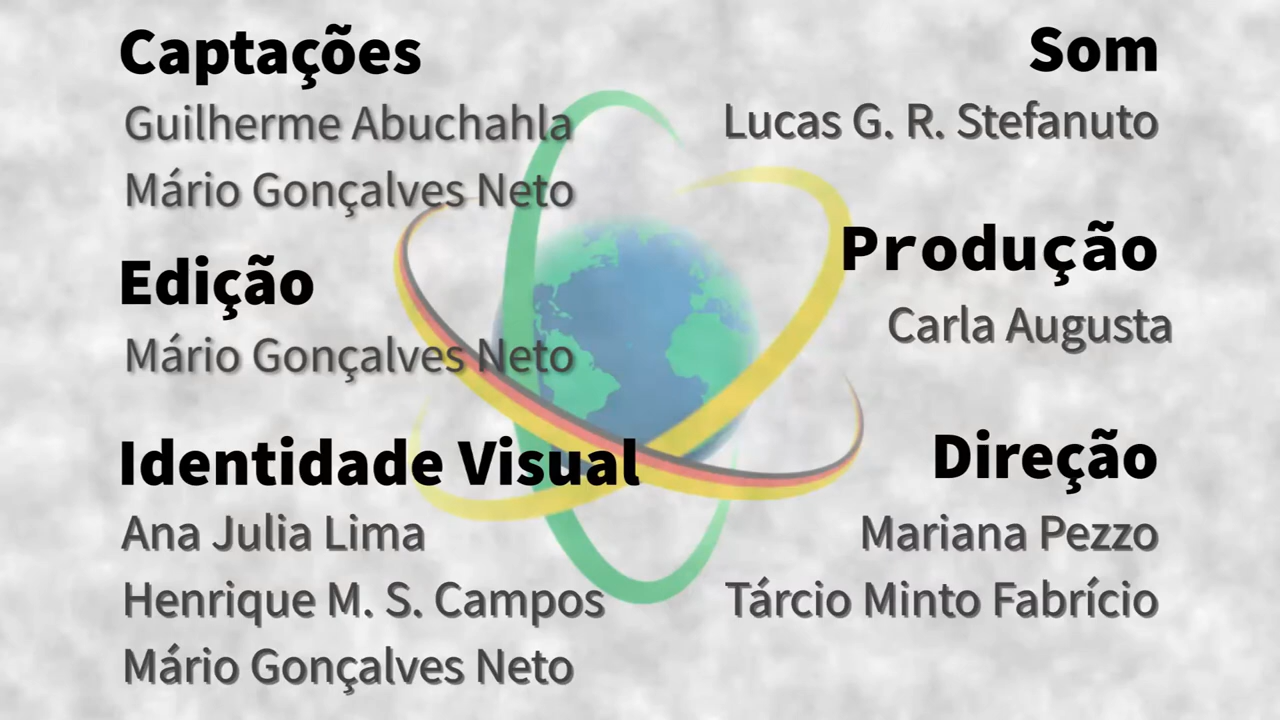 Captações
Guilherme Abuchahla
Mário Gonçalves Neto
Edição
Mário Gonçalves Neto
Identidade Visual
Ana Julia Lima
Henrique M. S. Campos
Mário Gonçalves Neto
Som
Lucas G. R. Stefanuto
Produção
Carla Augusta
Direção
Mariana Pezzo
Tárcio Minto Fabrício